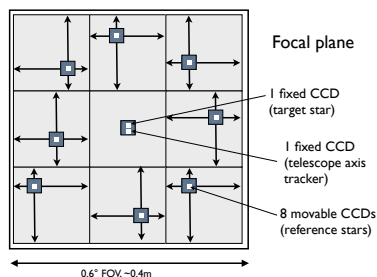 Focal plane
1 fixed CCD
(target star)
1 fixed CCD
(telescope axis
tracker)
8 movable CCDs
(reference stars)
0.6° FOV, ~0.4m